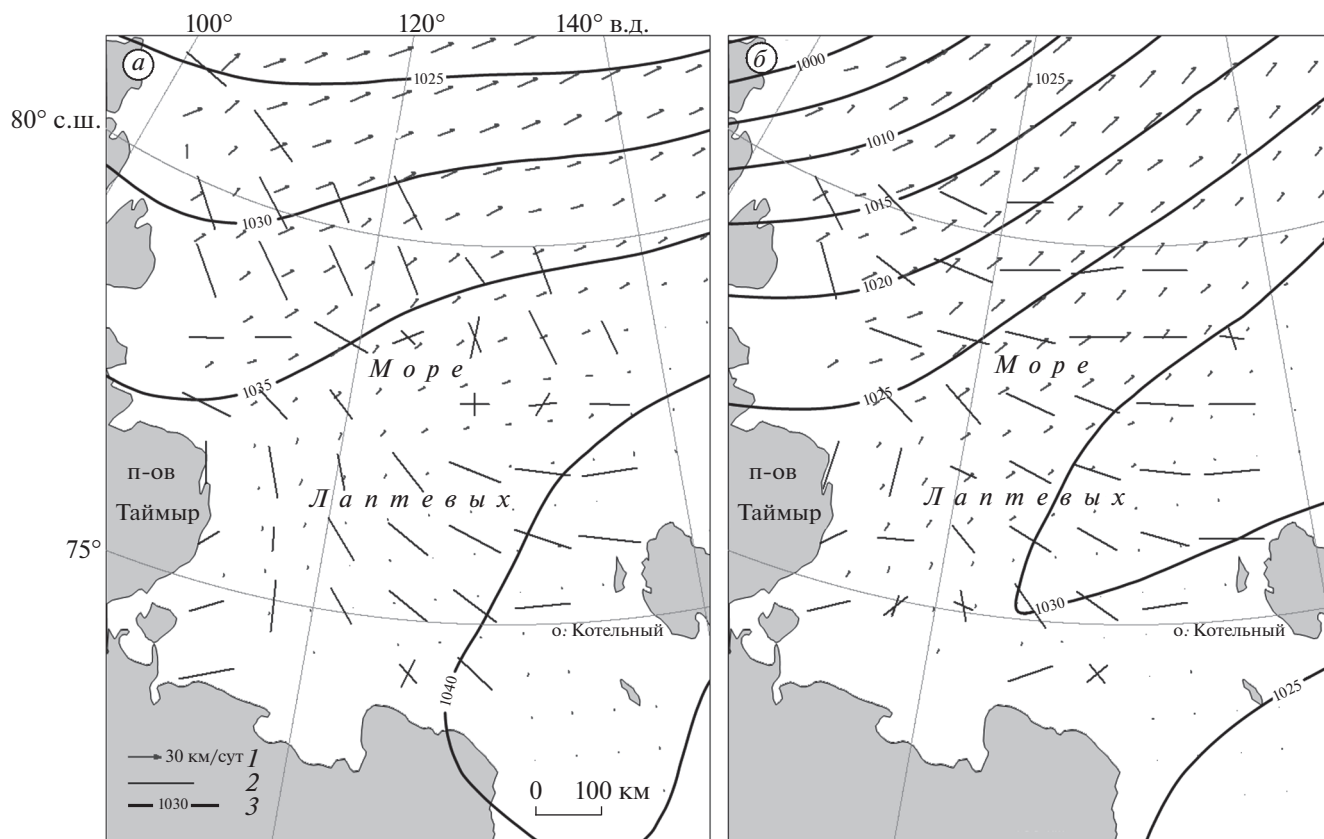 100° 120° 140° в.д.
а
1025
80° с.ш.
1030
1035
Море
п-ов
Таймыр
Лаптевых
75°
о. Котельный
1040
30 км/сут 1
2
1030 3
0 100 км
б
1000
1025
1010
1015
1020
1025
Море
п-ов
Таймыр
Лаптевых
1030
о. Котельный
1025